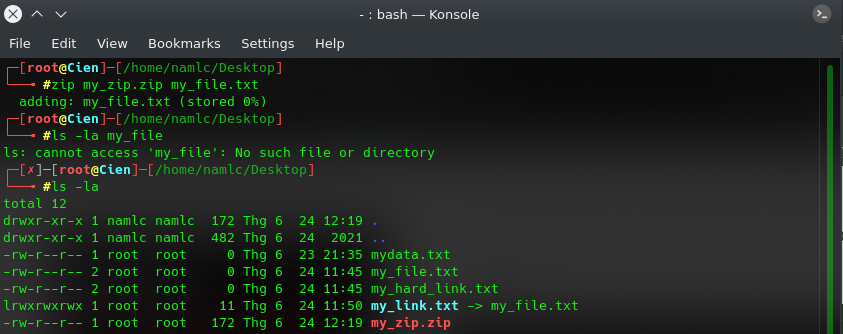 - : bash — Konsole
File Edit View Bookmarks Settings Help
┌─[root@Cien]─[/home/namlc/Desktop]
└──╼ #zip my_zip.zip my_file.txt
  adding: my_file.txt (stored 0%)
┌─[root@Cien]─[/home/namlc/Desktop]
└──╼ #ls -la my_file
ls: cannot access 'my_file': No such file or directory
┌─[✗]─[root@Cien]─[/home/namlc/Desktop]
└──╼ #ls -la
total 12
drwxr-xr-x 1 namlc namlc  172 Thg 6  24 12:19 .
drwxr-xr-x 1 namlc namlc  482 Thg 6  24  2021 ..
-rw-r--r-- 1 root  root     0 Thg 6  23 21:35 mydata.txt
-rw-r--r-- 2 root  root     0 Thg 6  24 11:45 my_file.txt
-rw-r--r-- 2 root  root     0 Thg 6  24 11:45 my_hard_link.txt
lrwxrwxrwx 1 root  root    11 Thg 6  24 11:50 my_link.txt -> my_file.txt
-rw-r--r-- 1 root  root   172 Thg 6  24 12:19 my_zip.zip